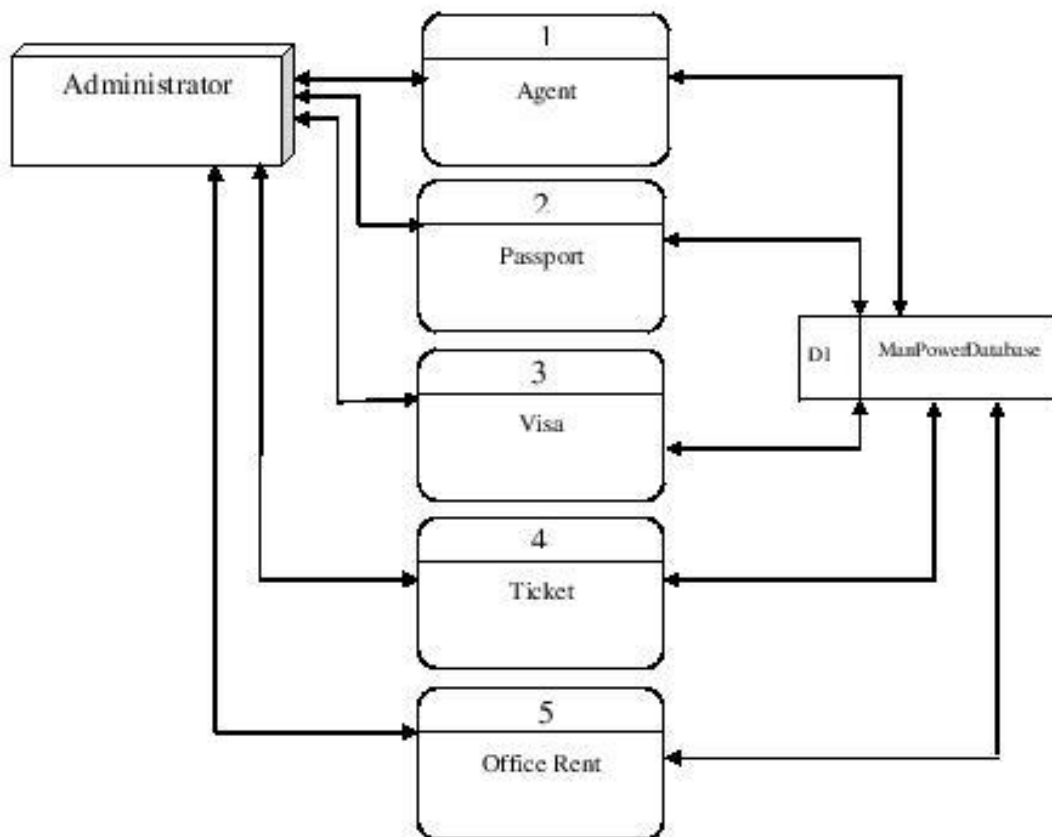 Administrator
1
Agent
2
Passport
3
Visa
4
Ticket
5
Office Rent
D1
ManPowerDatabase